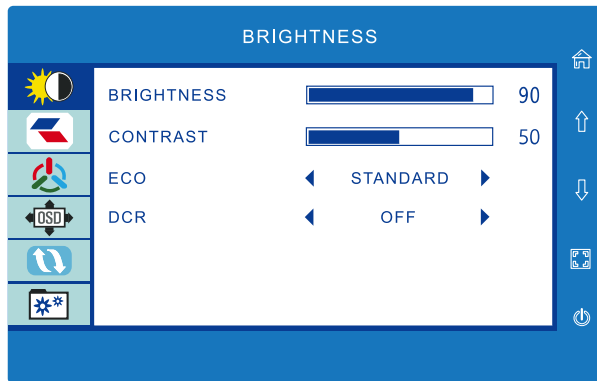 BRIGHTNESS
BRIGHTNESS 90
CONTRAST 50
ECO STANDARD
DCR OFF
OSD